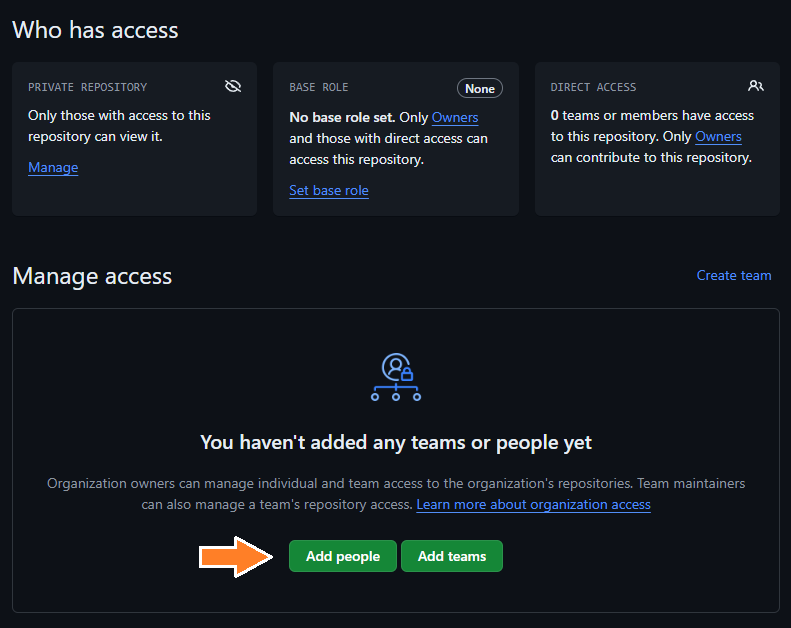 Who has access
PRIVATE REPOSITORY
Only those with access to this
repository can view it.
Manage
BASE ROLE
None
No base role set. Only Owners
and those with direct access can
access this repository.
Set base role
DIRECT ACCESS
0 teams or members have access
to this repository. Only Owners
can contribute to this repository.
Manage access
Create team
You haven't added any teams or people yet
Organization owners can manage individual and team access to the organization's repositories. Team maintainers
can also manage a team's repository access. Learn more about organization access
Add people
Add teams